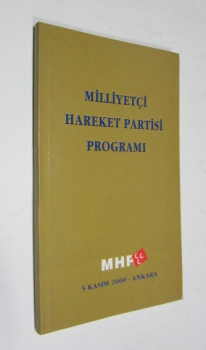 MİLLİYETÇİ
HAREKET PARTİSİ
PROGRAMI
MHP
5 KASIM 2000 - ANKARA